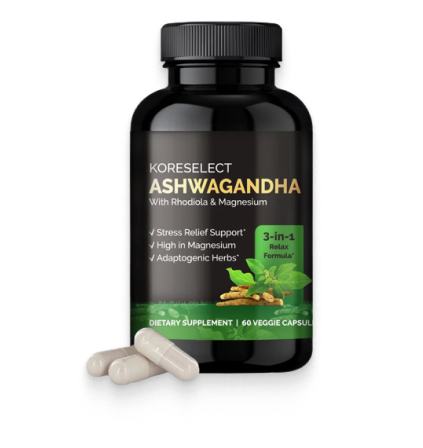 KORESELECT
ASHWAGANDHA
With Rhodiola & Magnesium
√ Stress Relief Support*
√ High in Magnesium
√ Adaptogenic Herbs*
3-in-1
Relax
Formula*
DIETARY SUPPLEMENT | 60 VEGGIE CAPSUL